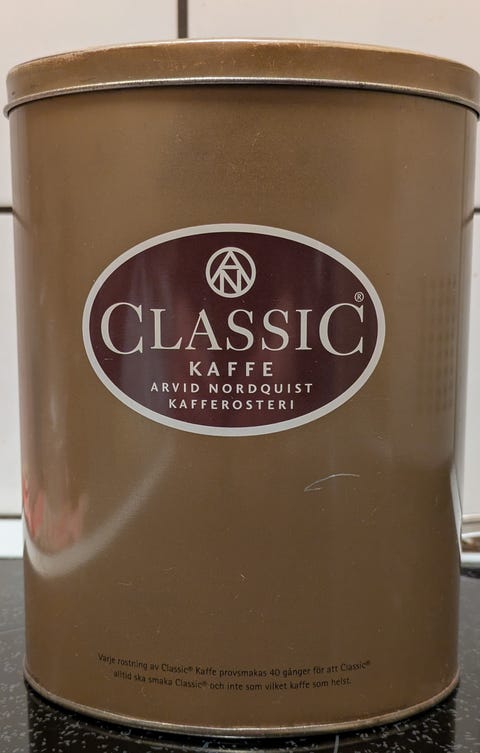 AN
CLASSIC®
KAFFE
ARVID NORDQUIST
KAFFEROSTERI
Varje rostning av Classic® Kaffe provsmakas 40 gånger för att Classic®
alltid ska smaka Classic® och inte som vilket kaffe som helst.